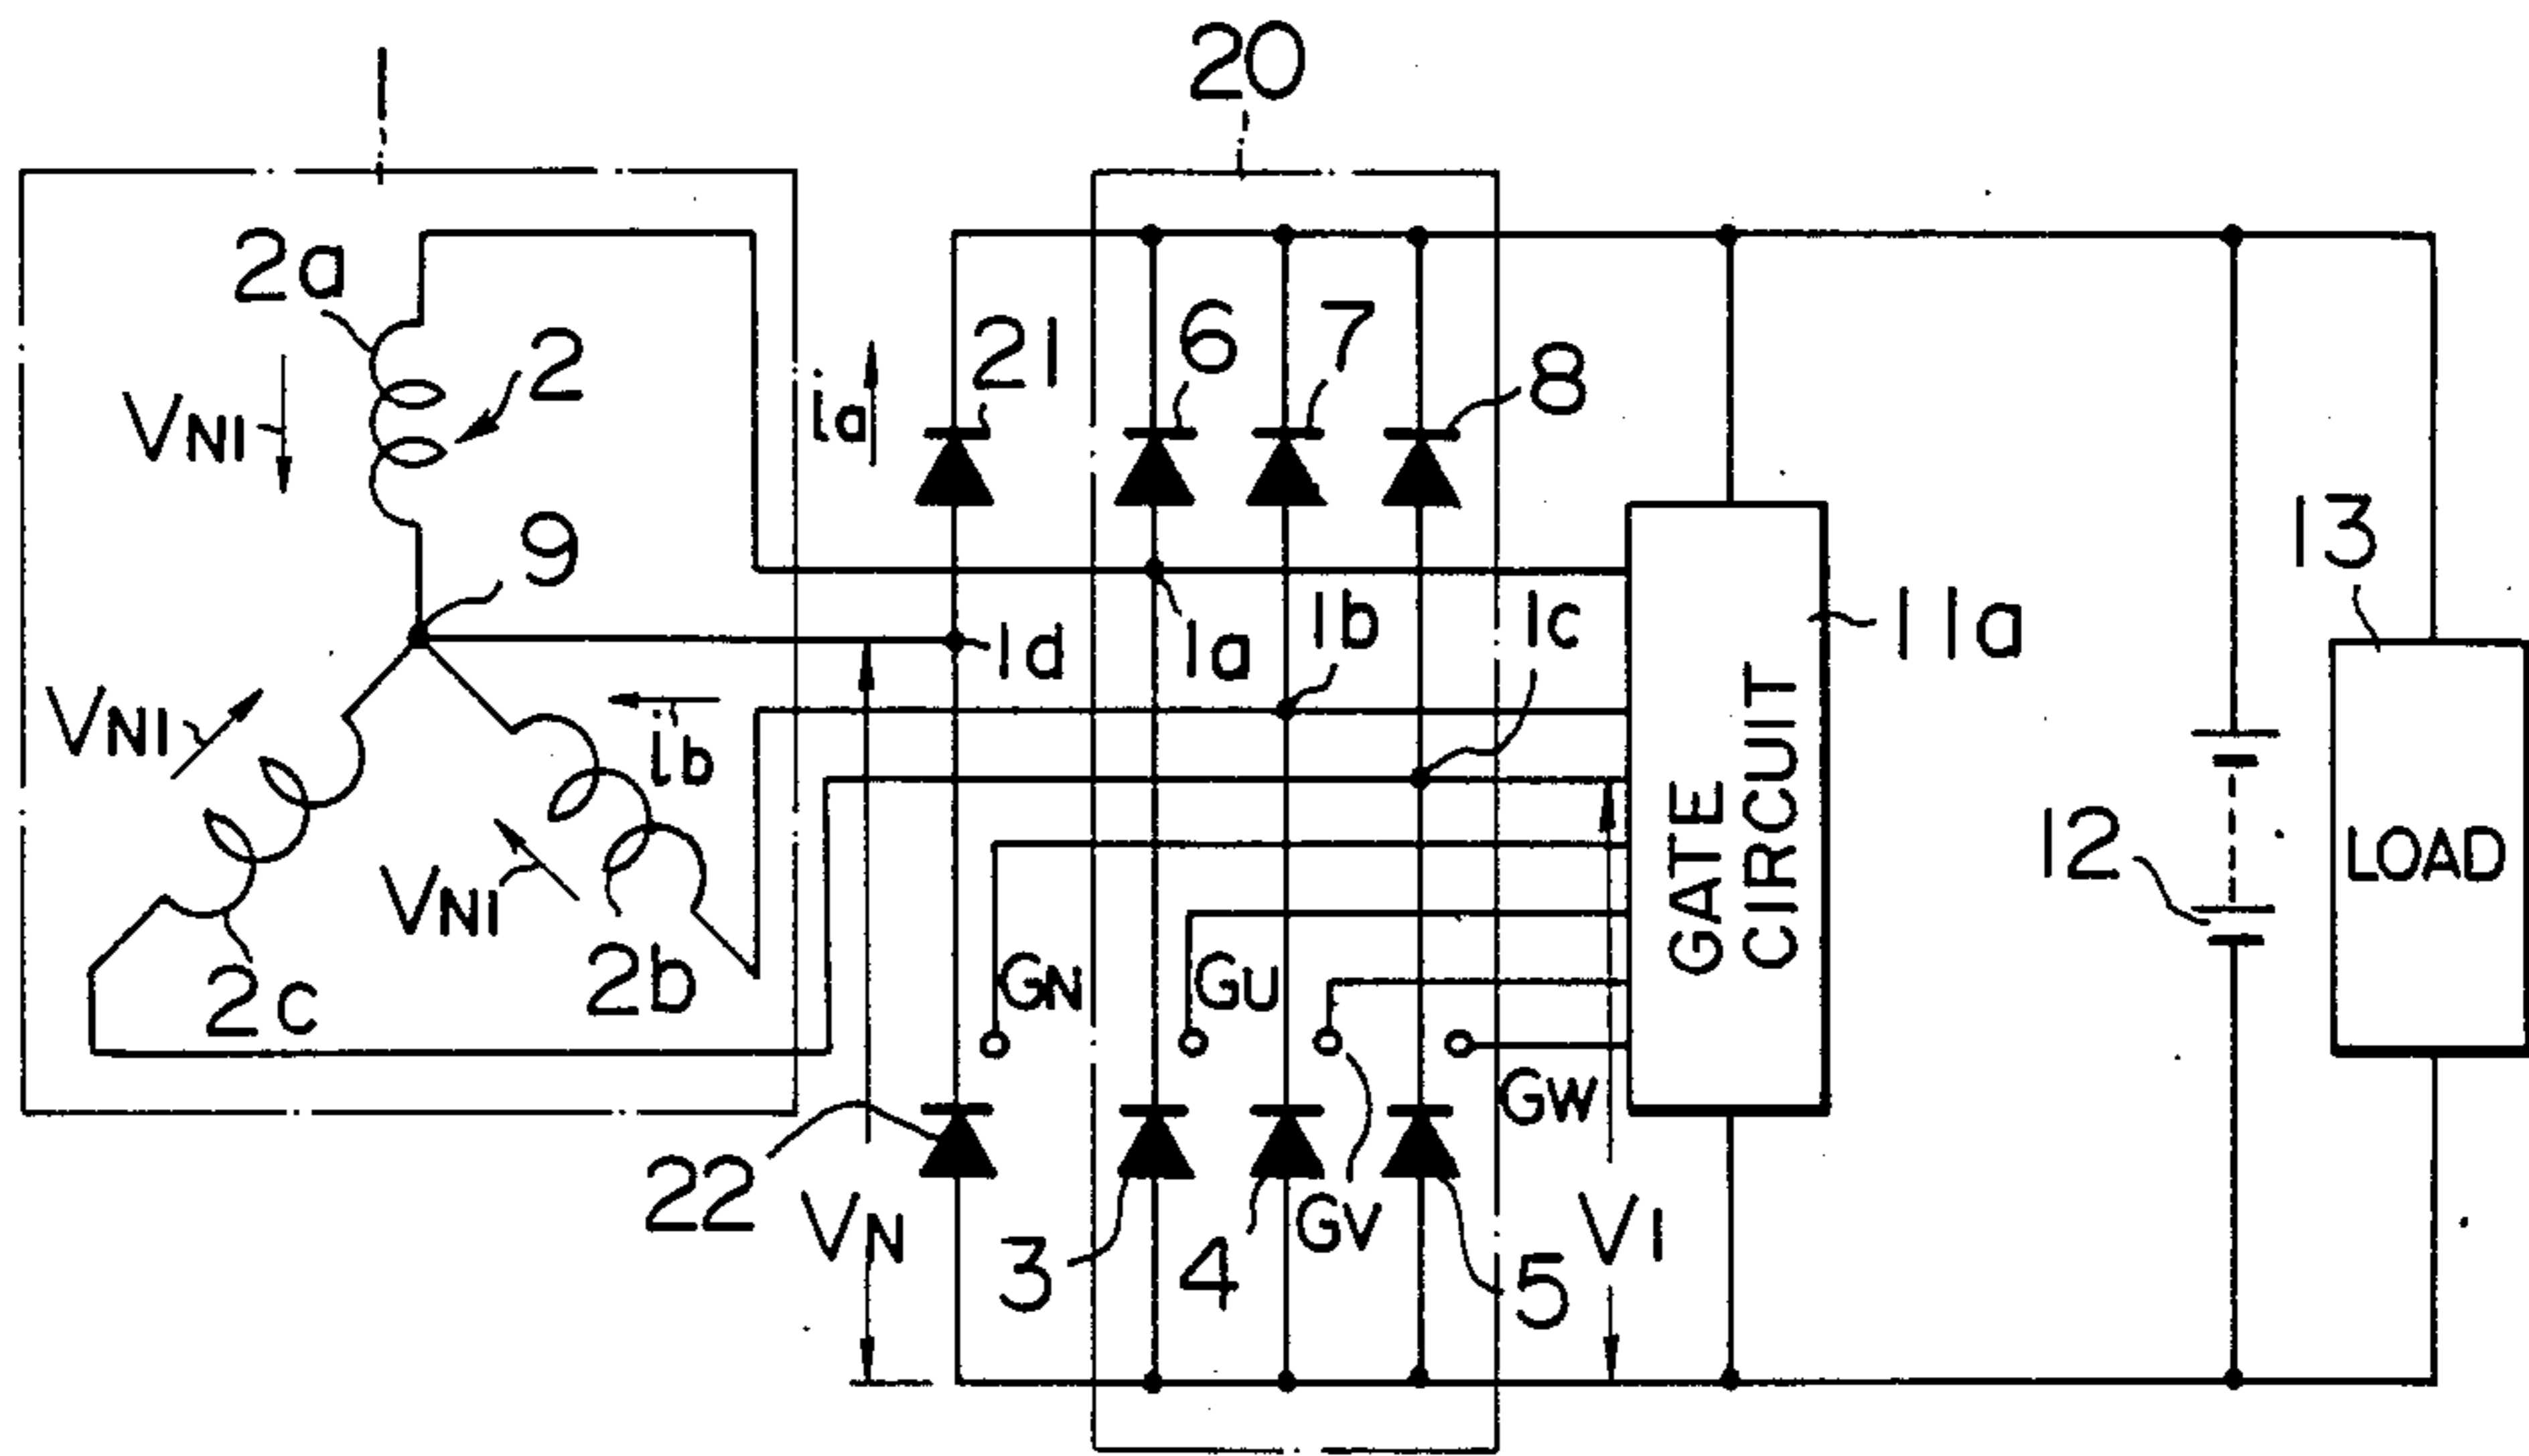 1
20
2a
2
21
6
7
8
VN1
ia
13
9
1d
1a
1b
1c
11a
VN1
ib
GATE
CIRCUIT
12
LOAD
VN1
2c
2b
GN
GU
GW
22
VN
3
4
GV
5
V1